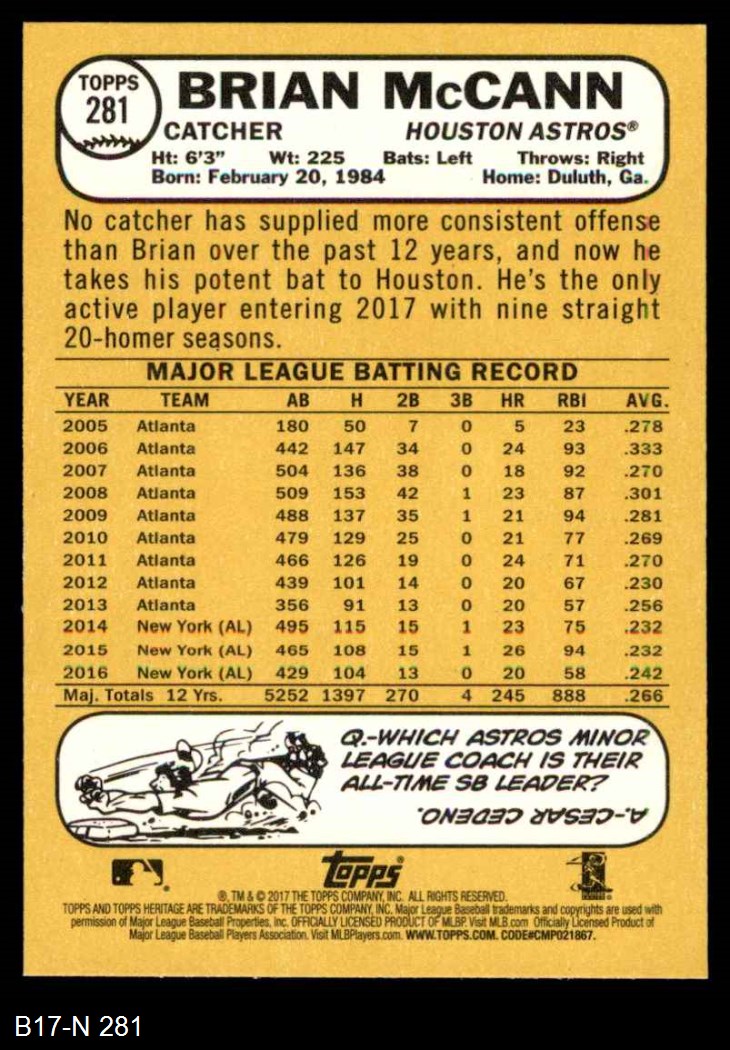 TOPPS
281
BRIAN McCANN
CATCHER HOUSTON ASTROS®
Ht: 6'3" Wt: 225 Bats: Left Throws: Right
Born: February 20, 1984 Home: Duluth, Ga.
No catcher has supplied more consistent offense
than Brian over the past 12 years, and now he
takes his potent bat to Houston. He's the only
active player entering 2017 with nine straight
20-homer seasons.
MAJOR LEAGUE BATTING RECORD
YEAR TEAM AB H 2B 3B HR RBI AVG.
2005 Atlanta 180 50 7 0 5 23 .278
2006 Atlanta 442 147 34 0 24 93 .333
2007 Atlanta 504 136 38 0 18 92 .270
2008 Atlanta 509 153 42 1 23 87 .301
2009 Atlanta 488 137 35 1 21 94 .281
2010 Atlanta 479 129 25 0 21 77 .269
2011 Atlanta 466 126 19 0 24 71 .270
2012 Atlanta 439 101 14 0 20 67 .230
2013 Atlanta 356 91 13 0 20 57 .256
2014 New York (AL) 495 115 15 1 23 75 .232
2015 New York (AL) 465 108 15 1 26 94 .232
2016 New York (AL) 429 104 13 0 20 58 .242
Maj. Totals 12 Yrs. 5252 1397 270 4 245 888 .266
Q.-WHICH ASTROS MINOR
LEAGUE COACH IS THEIR
ALL-TIME SB LEADER?
A.-CESAR CEDENO.
topps®
®, TM & © 2017 THE TOPPS COMPANY, INC. ALL RIGHTS RESERVED.
TOPPS AND TOPPS HERITAGE ARE TRADEMARKS OF THE TOPPS COMPANY, INC. Major League Baseball trademarks and copyrights are used with
permission of Major League Baseball Properties, Inc. OFFICIALLY LICENSED PRODUCT OF MLBP. Visit MLB.com Officially Licensed Product of
Major League Baseball Players Association. Visit MLBPlayers.com. WWW.TOPPS.COM. CODE#CMP021867.
B17-N 281